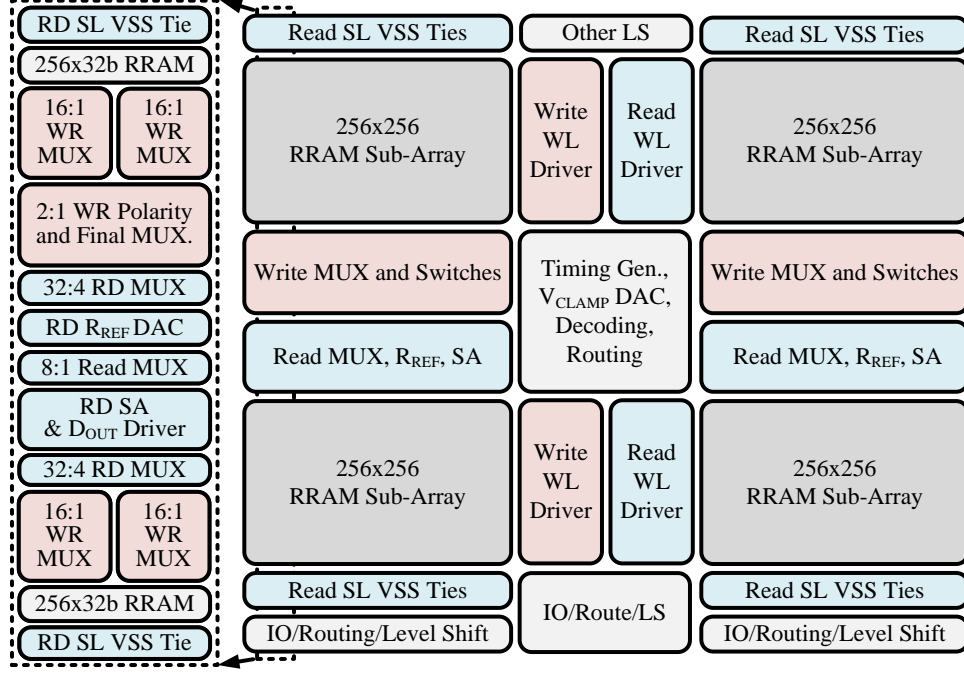 RD SL VSS Tie
256x32b RRAM
16:1
WR
MUX
16:1
WR
MUX
2:1 WR Polarity
and Final MUX.
32:4 RD MUX
RD RREF DAC
8:1 Read MUX
RD SA
& DOUT Driver
32:4 RD MUX
16:1
WR
MUX
16:1
WR
MUX
256x32b RRAM
RD SL VSS Tie
Read SL VSS Ties
Other LS
Read SL VSS Ties
256x256
RRAM Sub-Array
Write
WL
Driver
Read
WL
Driver
256x256
RRAM Sub-Array
Write MUX and Switches
Timing Gen.,
VCLAMP DAC,
Decoding,
Routing
Write MUX and Switches
Read MUX, RREF, SA
Read MUX, RREF, SA
256x256
RRAM Sub-Array
Write
WL
Driver
Read
WL
Driver
256x256
RRAM Sub-Array
Read SL VSS Ties
IO/Route/LS
Read SL VSS Ties
IO/Routing/Level Shift
IO/Routing/Level Shift